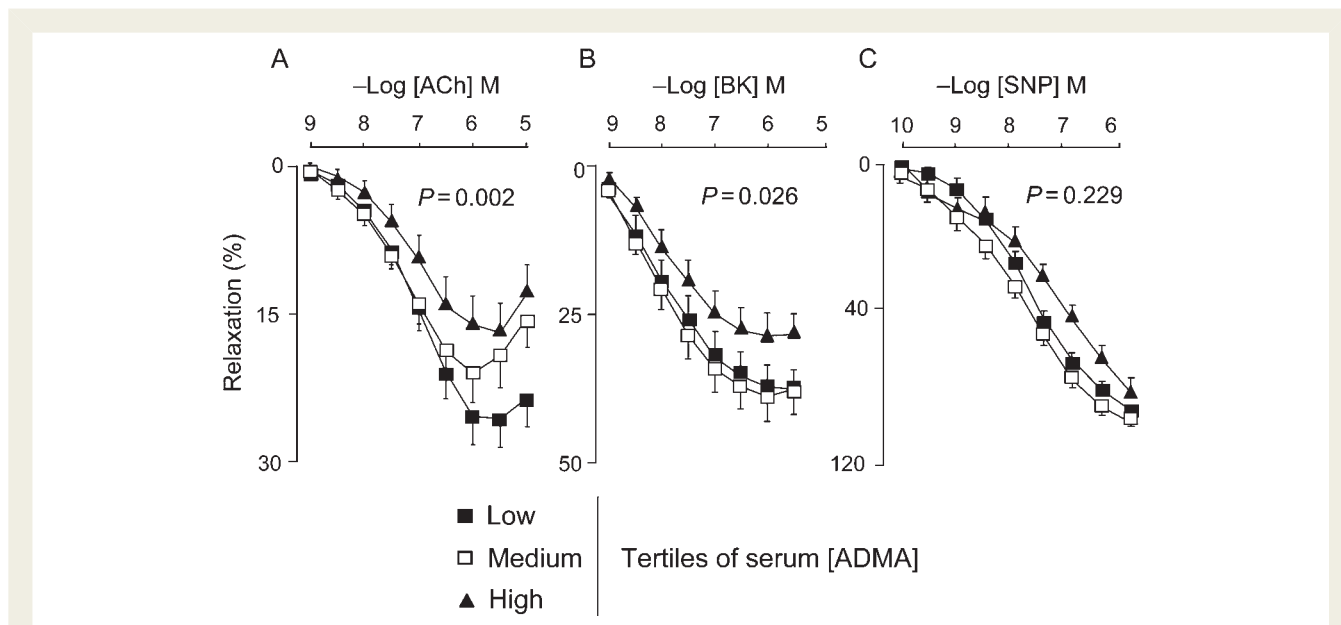 A
B
C
–Log [ACh] M
–Log [BK] M
–Log [SNP] M
9 8 7 6 5
9 8 7 6 5
10 9 8 7 6
0
15
30
Relaxation (%)
P = 0.002
0
25
50
P = 0.026
0
40
120
P = 0.229
Low
Medium
High
Tertiles of serum [ADMA]